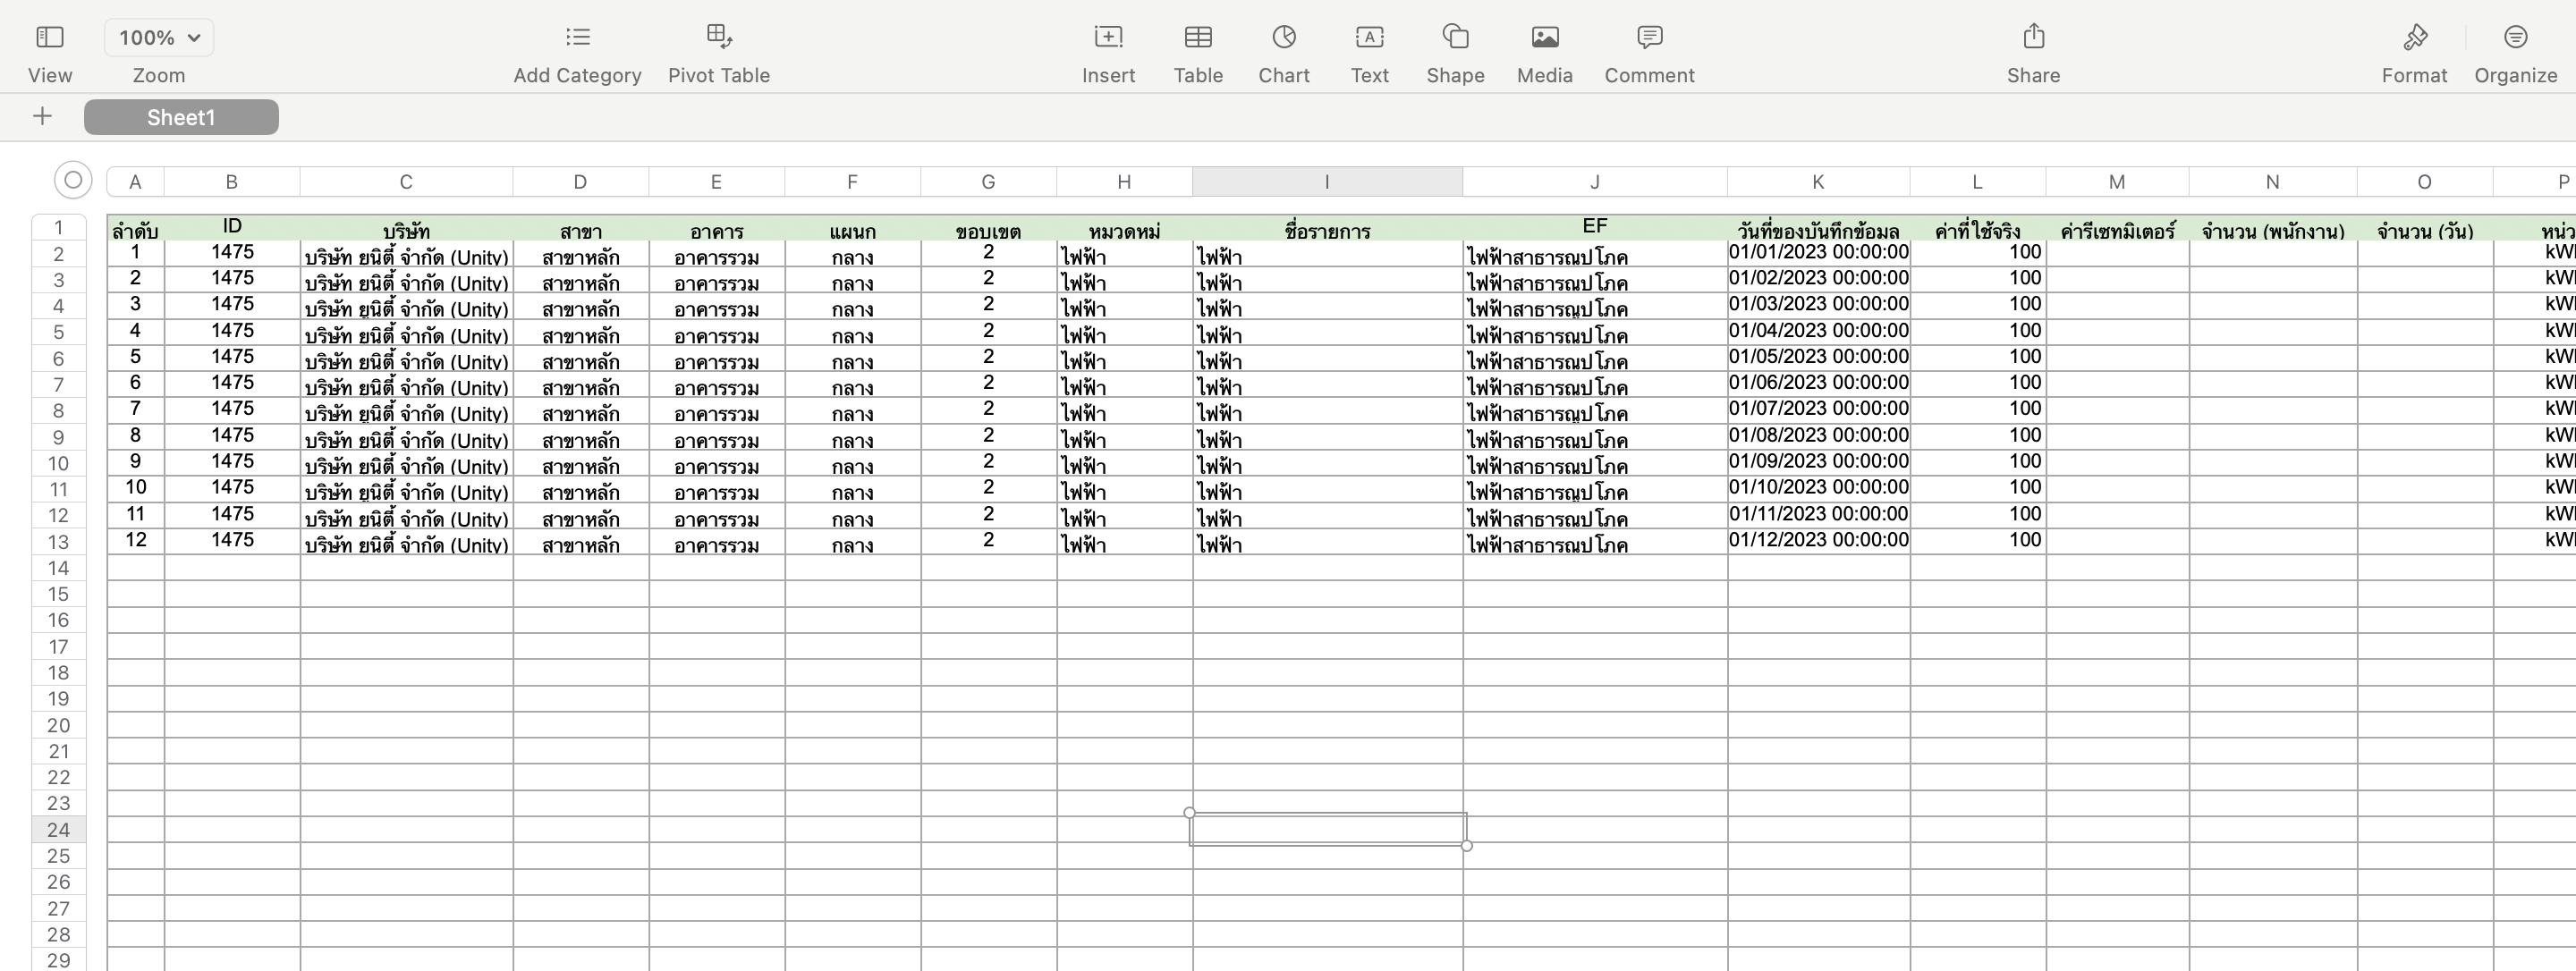 100%
View Zoom Add Category Pivot Table Insert Table Chart Text Shape Media Comment Share Format Organize
Sheet1
A B C D E F G H I J K L M N O P
1 ลำดับ ID บริษัท สาขา อาคาร แผนก ขอบเขต หมวดหมู่ ชื่อรายการ EF วันที่ของบันทึกข้อมูล ค่าที่ใช้จริง ค่ารีเซทมิเตอร์ จำนวน (พนักงาน) จำนวน (วัน)
2 1 1475 บริษัท ยูนิตี้ จำกัด (Unity) สาขาหลัก อาคารรวม กลาง 2 ไฟฟ้า ไฟฟ้า ไฟฟ้าสาธารณูปโภค 01/01/2023 00:00:00 100
3 2 1475 บริษัท ยูนิตี้ จำกัด (Unity) สาขาหลัก อาคารรวม กลาง 2 ไฟฟ้า ไฟฟ้า ไฟฟ้าสาธารณูปโภค 01/02/2023 00:00:00 100
4 3 1475 บริษัท ยูนิตี้ จำกัด (Unity) สาขาหลัก อาคารรวม กลาง 2 ไฟฟ้า ไฟฟ้า ไฟฟ้าสาธารณูปโภค 01/03/2023 00:00:00 100
5 4 1475 บริษัท ยูนิตี้ จำกัด (Unity) สาขาหลัก อาคารรวม กลาง 2 ไฟฟ้า ไฟฟ้า ไฟฟ้าสาธารณูปโภค 01/04/2023 00:00:00 100
6 5 1475 บริษัท ยูนิตี้ จำกัด (Unity) สาขาหลัก อาคารรวม กลาง 2 ไฟฟ้า ไฟฟ้า ไฟฟ้าสาธารณูปโภค 01/05/2023 00:00:00 100
7 6 1475 บริษัท ยูนิตี้ จำกัด (Unity) สาขาหลัก อาคารรวม กลาง 2 ไฟฟ้า ไฟฟ้า ไฟฟ้าสาธารณูปโภค 01/06/2023 00:00:00 100
8 7 1475 บริษัท ยูนิตี้ จำกัด (Unity) สาขาหลัก อาคารรวม กลาง 2 ไฟฟ้า ไฟฟ้า ไฟฟ้าสาธารณูปโภค 01/07/2023 00:00:00 100
9 8 1475 บริษัท ยูนิตี้ จำกัด (Unity) สาขาหลัก อาคารรวม กลาง 2 ไฟฟ้า ไฟฟ้า ไฟฟ้าสาธารณูปโภค 01/08/2023 00:00:00 100
10 9 1475 บริษัท ยูนิตี้ จำกัด (Unity) สาขาหลัก อาคารรวม กลาง 2 ไฟฟ้า ไฟฟ้า ไฟฟ้าสาธารณูปโภค 01/09/2023 00:00:00 100
11 10 1475 บริษัท ยูนิตี้ จำกัด (Unity) สาขาหลัก อาคารรวม กลาง 2 ไฟฟ้า ไฟฟ้า ไฟฟ้าสาธารณูปโภค 01/10/2023 00:00:00 100
12 11 1475 บริษัท ยูนิตี้ จำกัด (Unity) สาขาหลัก อาคารรวม กลาง 2 ไฟฟ้า ไฟฟ้า ไฟฟ้าสาธารณูปโภค 01/11/2023 00:00:00 100
13 12 1475 บริษัท ยูนิตี้ จำกัด (Unity) สาขาหลัก อาคารรวม กลาง 2 ไฟฟ้า ไฟฟ้า ไฟฟ้าสาธารณูปโภค 01/12/2023 00:00:00 100
14
15
16
17
18
19
20
21
22
23
24
25
26
27
28
29